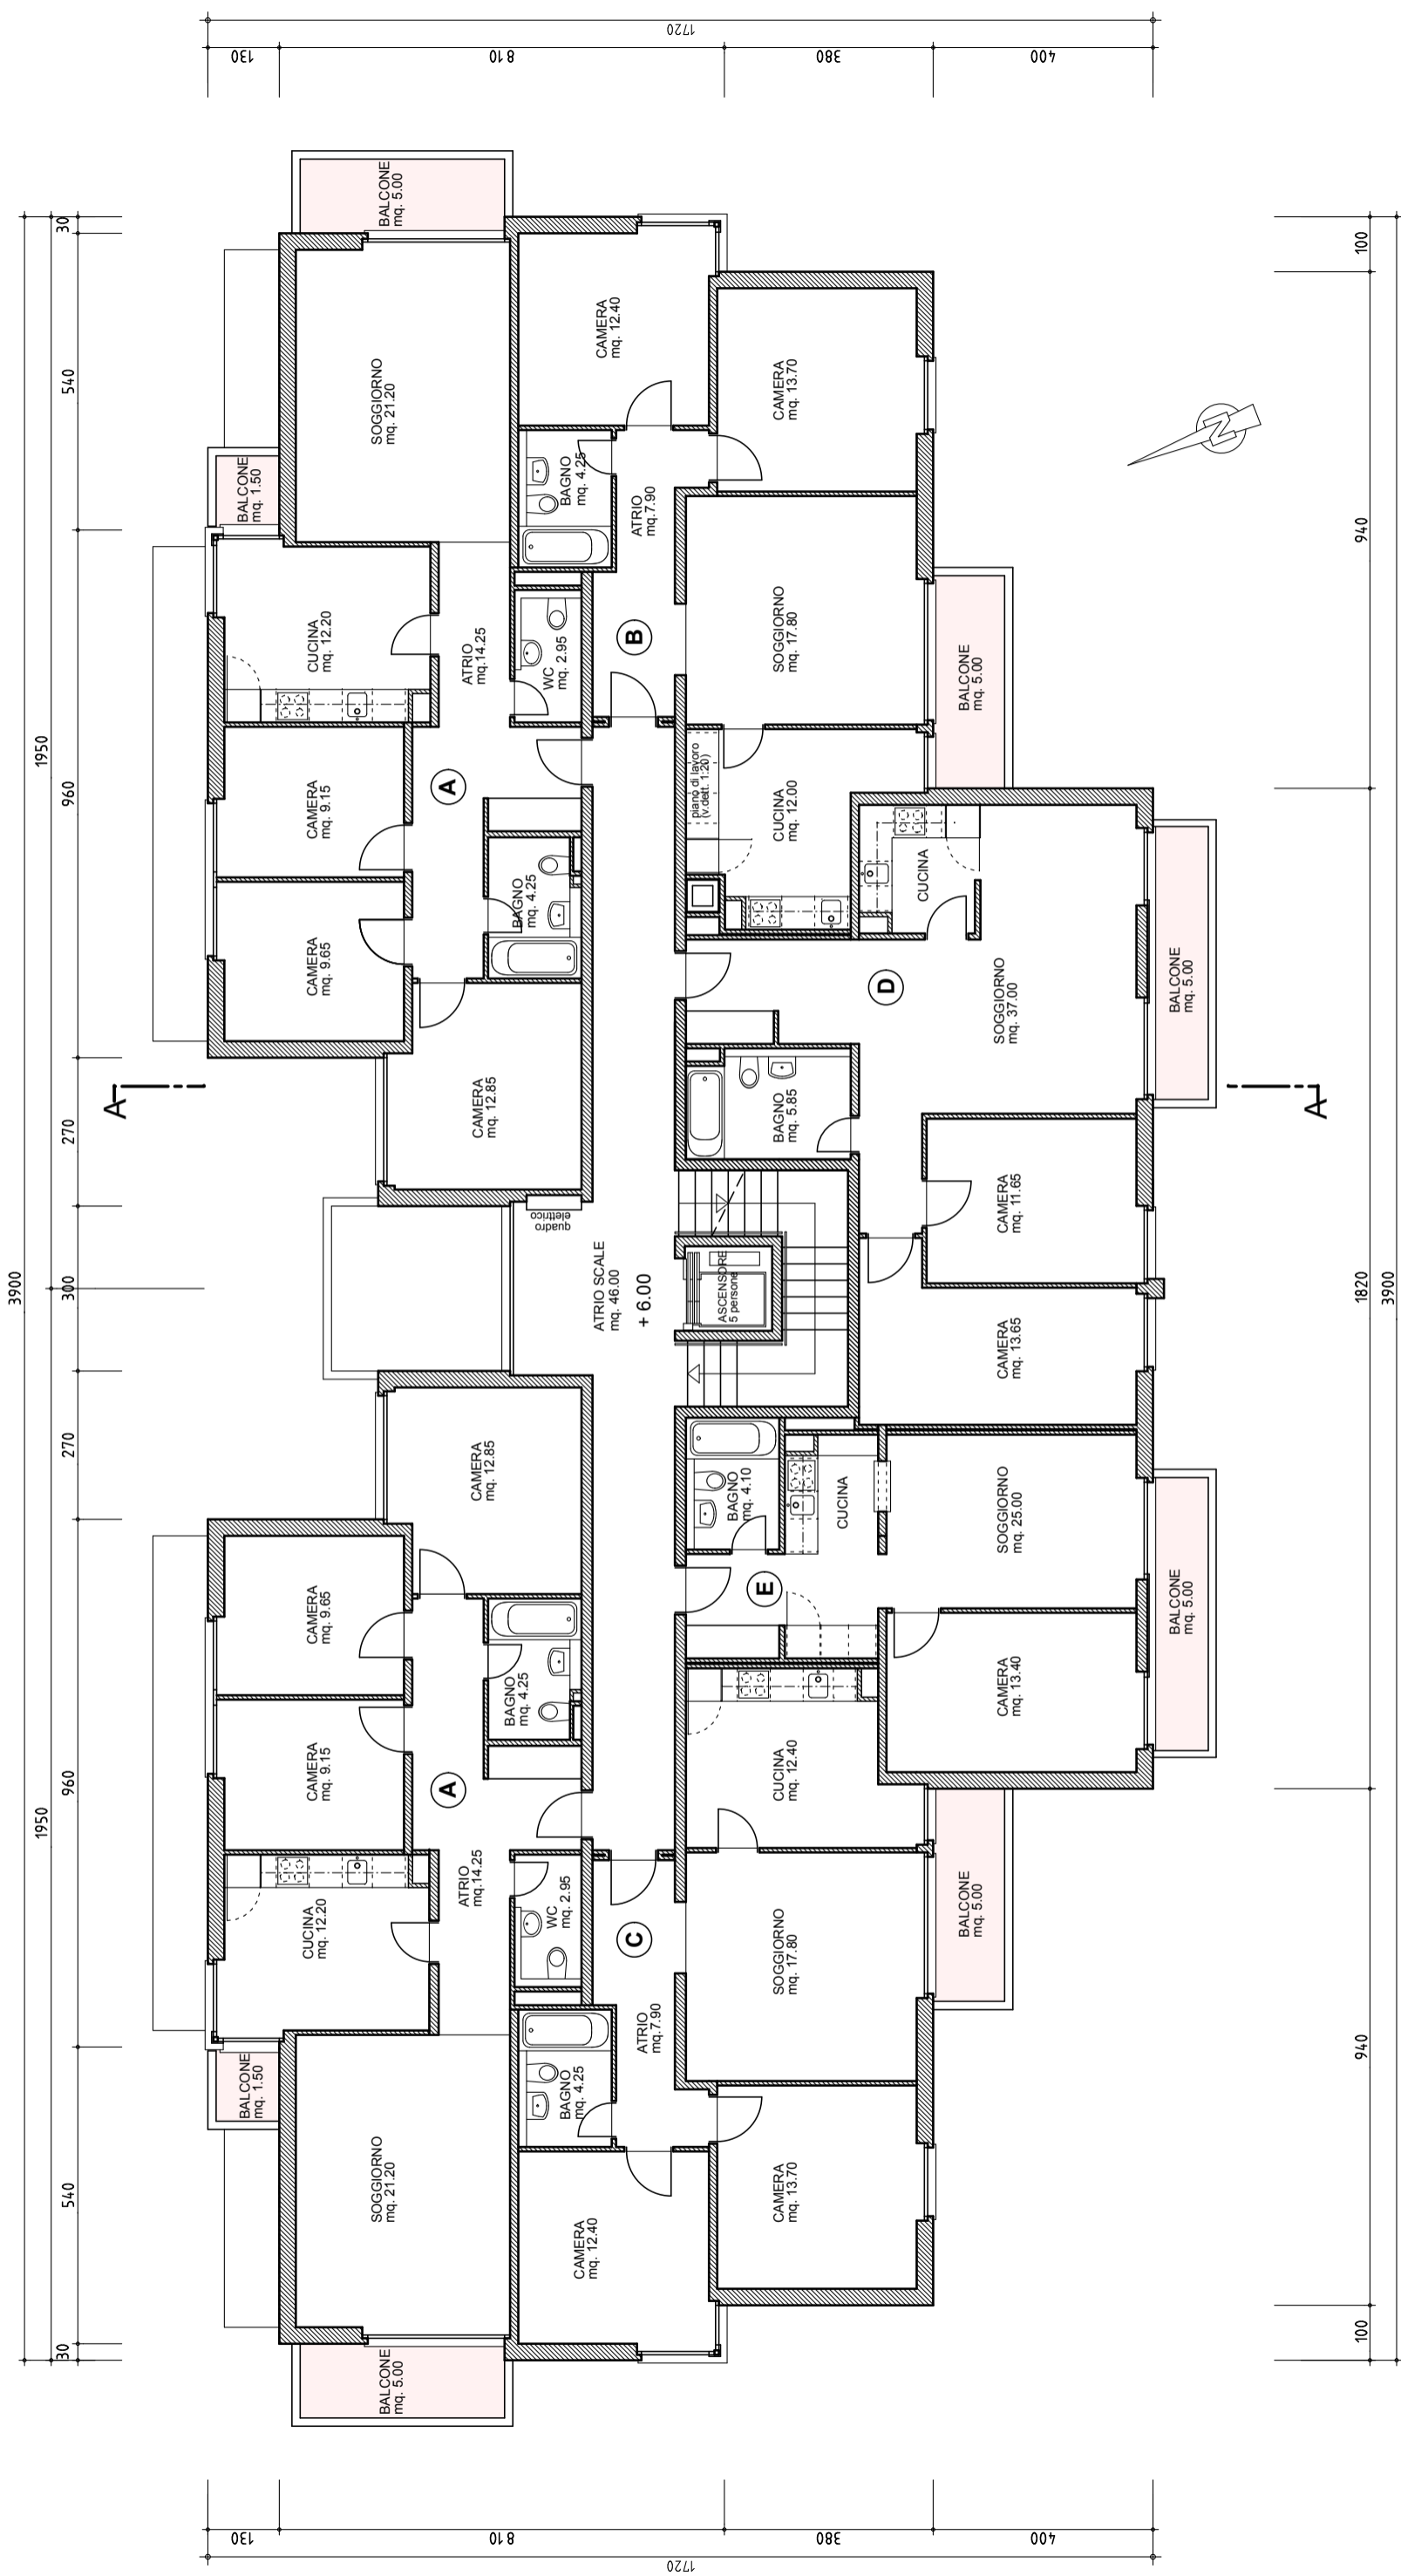 1720
130
810
380
400
3900
1950
30
540
960
270
300
270
960
1950
540
30
100
940
1820
3900
940
100
BALCONE
mq. 5.00
SOGGIORNO
mq. 21.20
BALCONE
mq. 1.50
CAMERA
mq. 12.40
CAMERA
mq. 13.70
BAGNO
mq. 4.25
ATRIO
mq.7.90
CUCINA
mq. 12.20
ATRIO
mq.14.25
WC
mq. 2.95
B
SOGGIORNO
mq. 17.80
BALCONE
mq. 5.00
CAMERA
mq. 9.15
A
piano di lavoro
(v.dett. 1:20)
CUCINA
mq. 12.00
CUCINA
CAMERA
mq. 9.65
BAGNO
mq. 4.25
D
SOGGIORNO
mq. 37.00
BALCONE
mq. 5.00
N
A
CAMERA
mq. 12.85
BAGNO
mq. 5.85
CAMERA
mq. 11.65
A
quadro
elettrico
ATRIO SCALE
mq. 46.00
+ 6.00
ASCENSORE
5 persone
CAMERA
mq. 13.65
CAMERA
mq. 12.85
BAGNO
mq. 4.10
CUCINA
SOGGIORNO
mq. 25.00
E
BALCONE
mq. 5.00
CAMERA
mq. 9.65
BAGNO
mq. 4.25
CAMERA
mq. 13.40
CAMERA
mq. 9.15
A
CUCINA
mq. 12.40
CUCINA
mq. 12.20
ATRIO
mq.14.25
WC
mq. 2.95
C
SOGGIORNO
mq. 17.80
BALCONE
mq. 5.00
BALCONE
mq. 1.50
BAGNO
mq. 4.25
ATRIO
mq.7.90
SOGGIORNO
mq. 21.20
CAMERA
mq. 12.40
CAMERA
mq. 13.70
BALCONE
mq. 5.00
130
810
380
400
1720